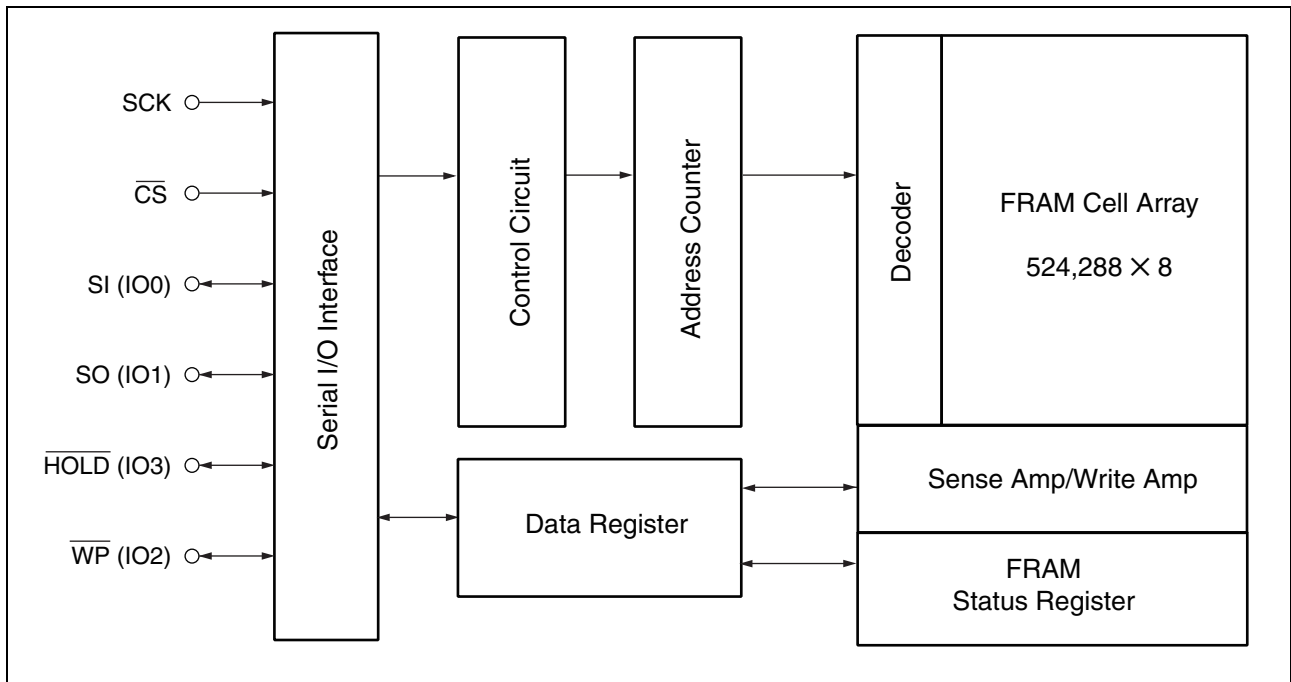 SCK
CS
SI (IO0)
SO (IO1)
HOLD (IO3)
WP (IO2)
Serial I/O Interface
Control Circuit
Address Counter
Data Register
Decoder
FRAM Cell Array
524,288 × 8
Sense Amp/Write Amp
FRAM
Status Register